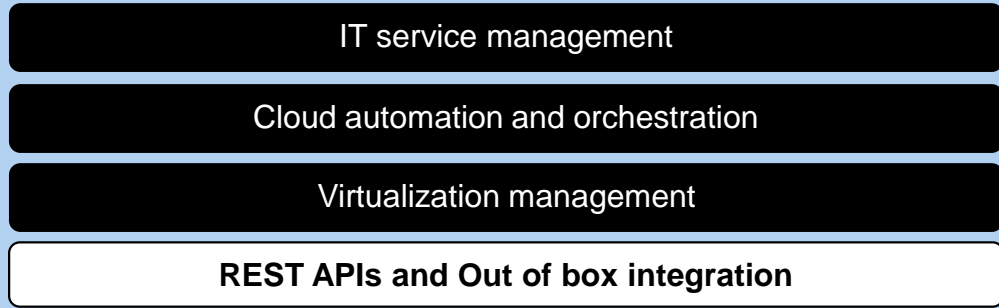 IT service management
Cloud automation and orchestration
Virtualization management
REST APIs and Out of box integration